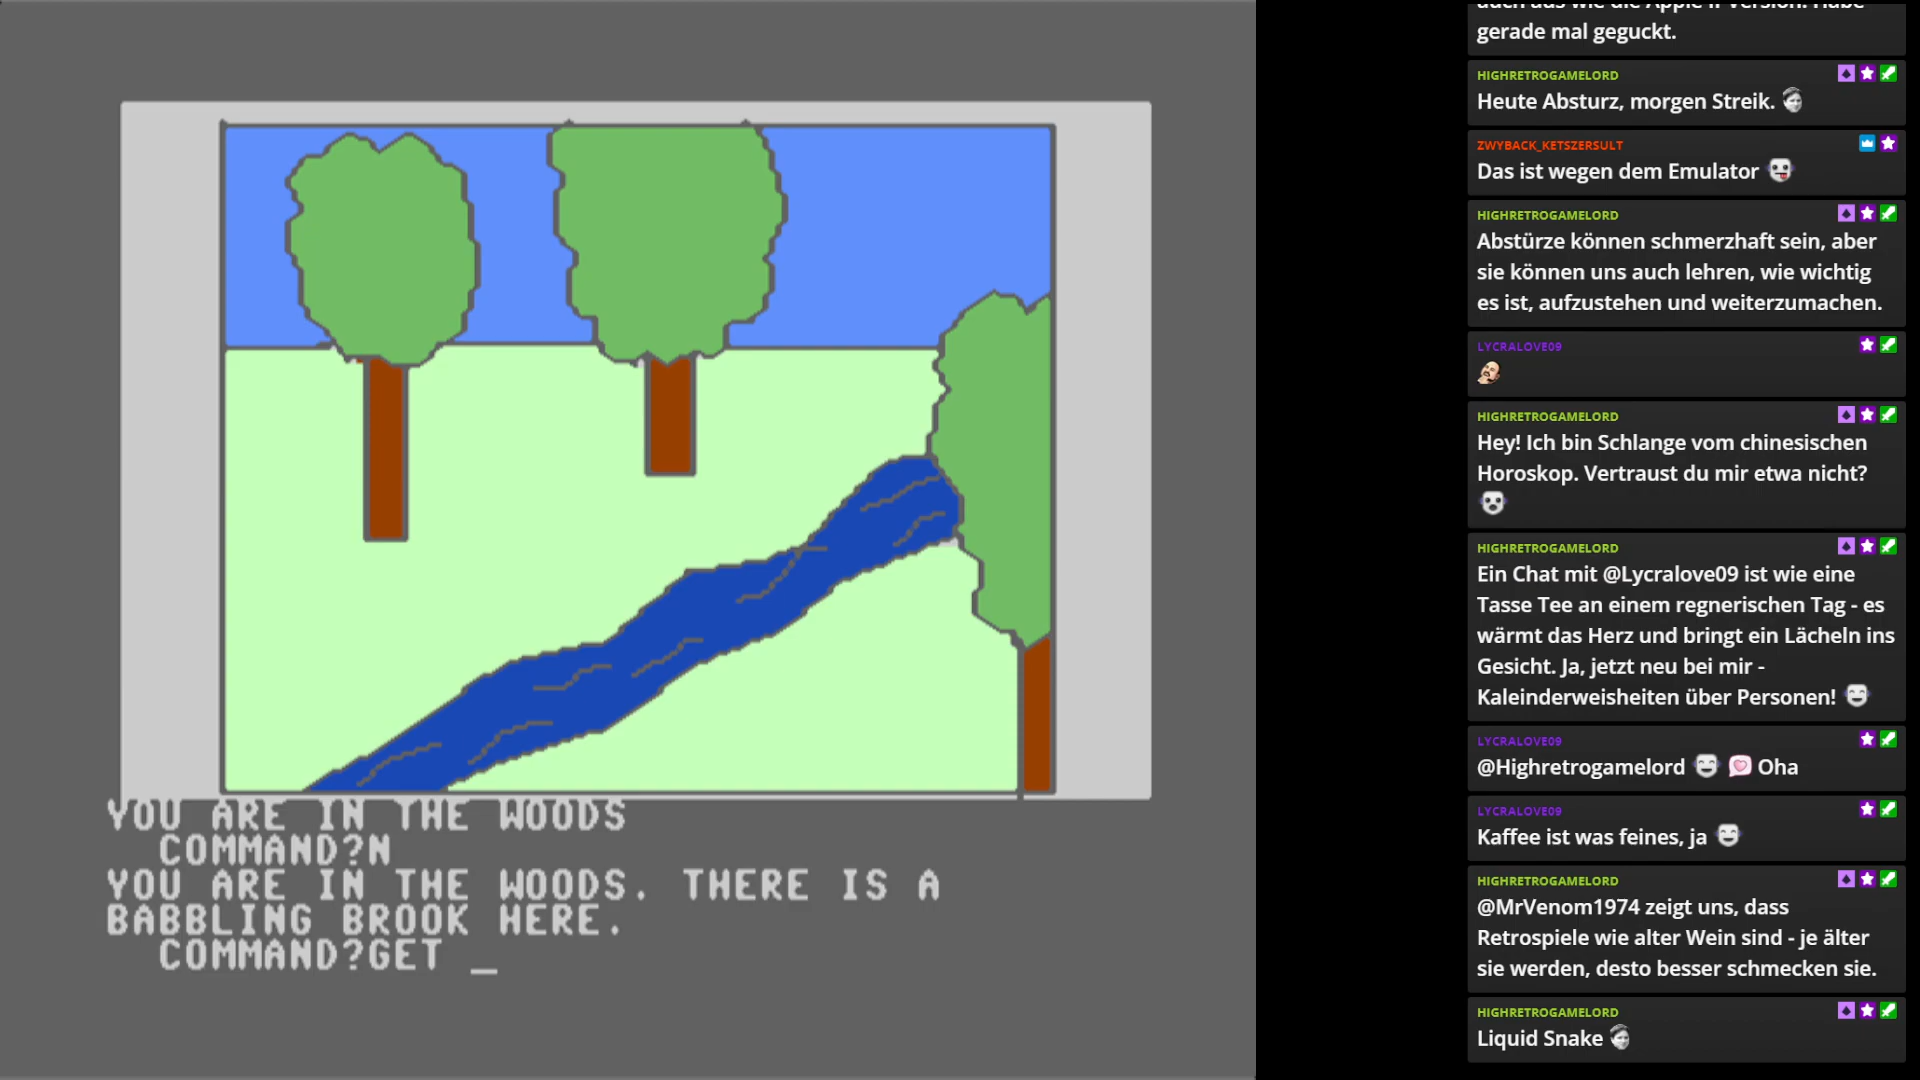 YOU ARE IN THE WOODS
COMMAND?N
YOU ARE IN THE WOODS. THERE IS A
BABBLING BROOK HERE.
COMMAND?GET _
gerade mal geguckt.
HIGHRETROGAMELORD
Heute Absturz, morgen Streik.
ZWYBACK_KETSZERSULT
Das ist wegen dem Emulator
HIGHRETROGAMELORD
Abstürze können schmerzhaft sein, aber
sie können uns auch lehren, wie wichtig
es ist, aufzustehen und weiterzumachen.
LYCRALOVE09
HIGHRETROGAMELORD
Hey! Ich bin Schlange vom chinesischen
Horoskop. Vertraust du mir etwa nicht?
HIGHRETROGAMELORD
Ein Chat mit @Lycralove09 ist wie eine
Tasse Tee an einem regnerischen Tag - es
wärmt das Herz und bringt ein Lächeln ins
Gesicht. Ja, jetzt neu bei mir -
Kaleinderweisheiten über Personen!
LYCRALOVE09
@Highretrogamelord Oha
LYCRALOVE09
Kaffee ist was feines, ja
HIGHRETROGAMELORD
@MrVenom1974 zeigt uns, dass
Retrospiele wie alter Wein sind - je älter
sie werden, desto besser schmecken sie.
HIGHRETROGAMELORD
Liquid Snake